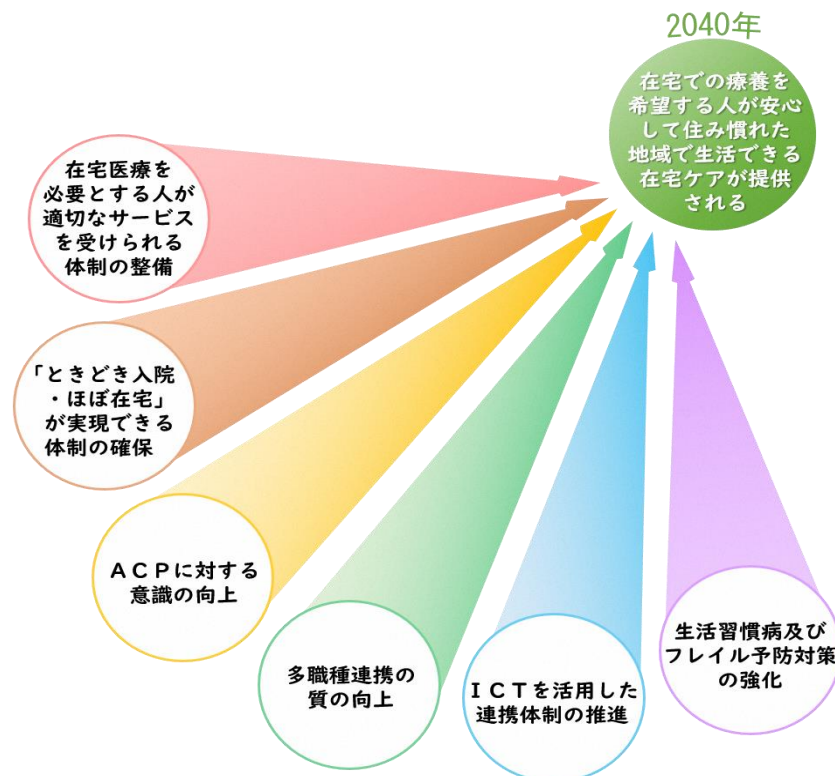 2040年
在宅での療養を
希望する人が安心
して住み慣れた
地域で生活できる
在宅ケアが提供
される
在宅医療を
必要とする人が
適切なサービス
を受けられる
体制の整備
「ときどき入院
・ほぼ在宅」
が実現できる
体制の確保
ＡＣＰに対する
意識の向上
多職種連携の
質の向上
ＩＣＴを活用した
連携体制の推進
生活習慣病及び
フレイル予防対策
の強化